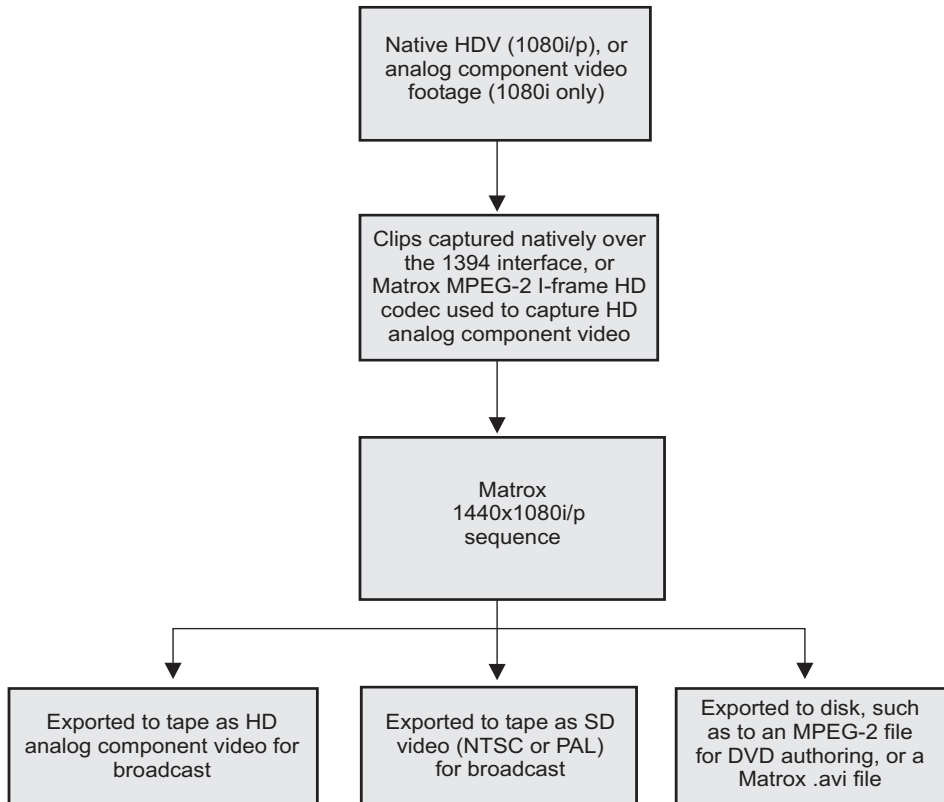 Native HDV (1080i/p), or
analog component video
footage (1080i only)
Clips captured natively over
the 1394 interface, or
Matrox MPEG-2 I-frame HD
codec used to capture HD
analog component video
Matrox
1440x1080i/p
sequence
Exported to tape as HD
analog component video for
broadcast
Exported to tape as SD
video (NTSC or PAL)
for broadcast
Exported to disk, such
as to an MPEG-2 file
for DVD authoring, or a
Matrox .avi file